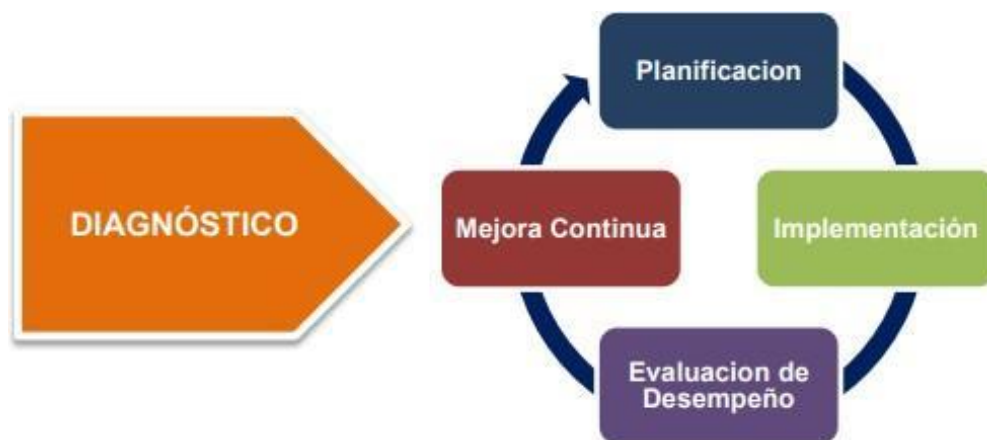 DIAGNÓSTICO
Planificacion
Implementación
Evaluacion de
Desempeño
Mejora Continua